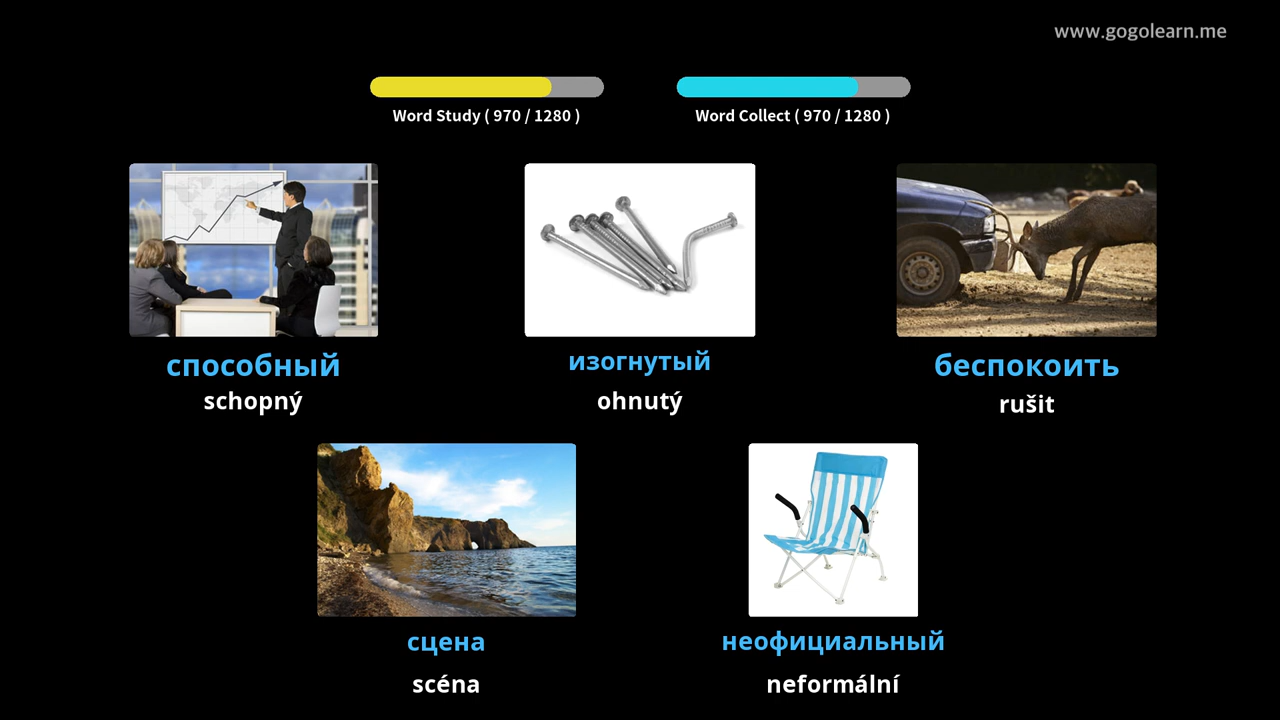 www.gogolearn.me
Word Study ( 970 / 1280 )
Word Collect ( 970 / 1280 )
способный
schopný
изогнутый
ohnutý
беспокоить
rušit
сцена
scéna
неофициальный
neformální